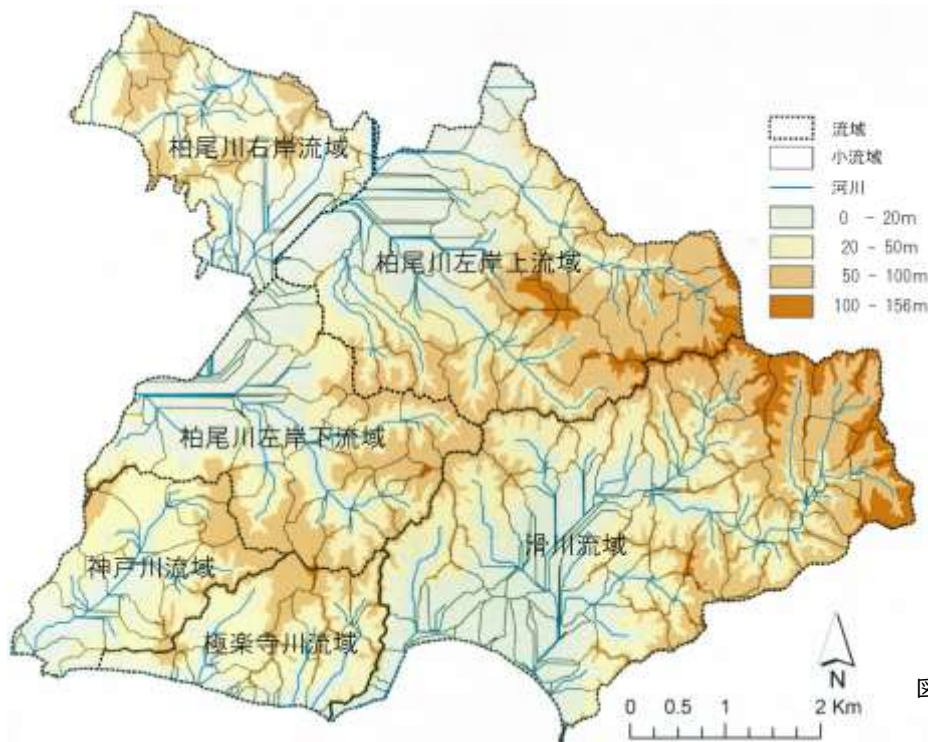 柏尾川右岸流域
柏尾川左岸上流域
柏尾川左岸下流域
神戸川流域
極楽寺川流域
滑川流域
流域
小流域
河川
0 - 20m
20 - 50m
50 - 100m
100 - 156m
N
0 0.5 1 2 Km
図